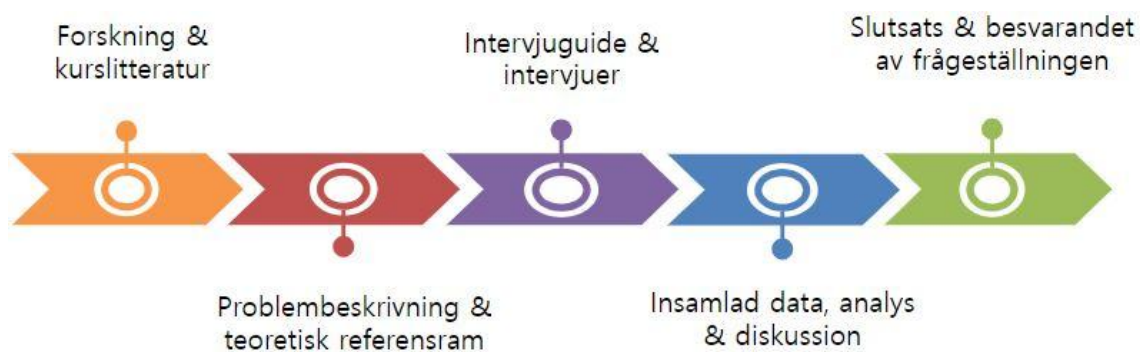 Forskning &
kurslitteratur
Problembeskrivning &
teoretisk referensram
Intervjuguide &
intervjuer
Insamlad data, analys
& diskussion
Slutsats & besvarandet
av frågeställningen